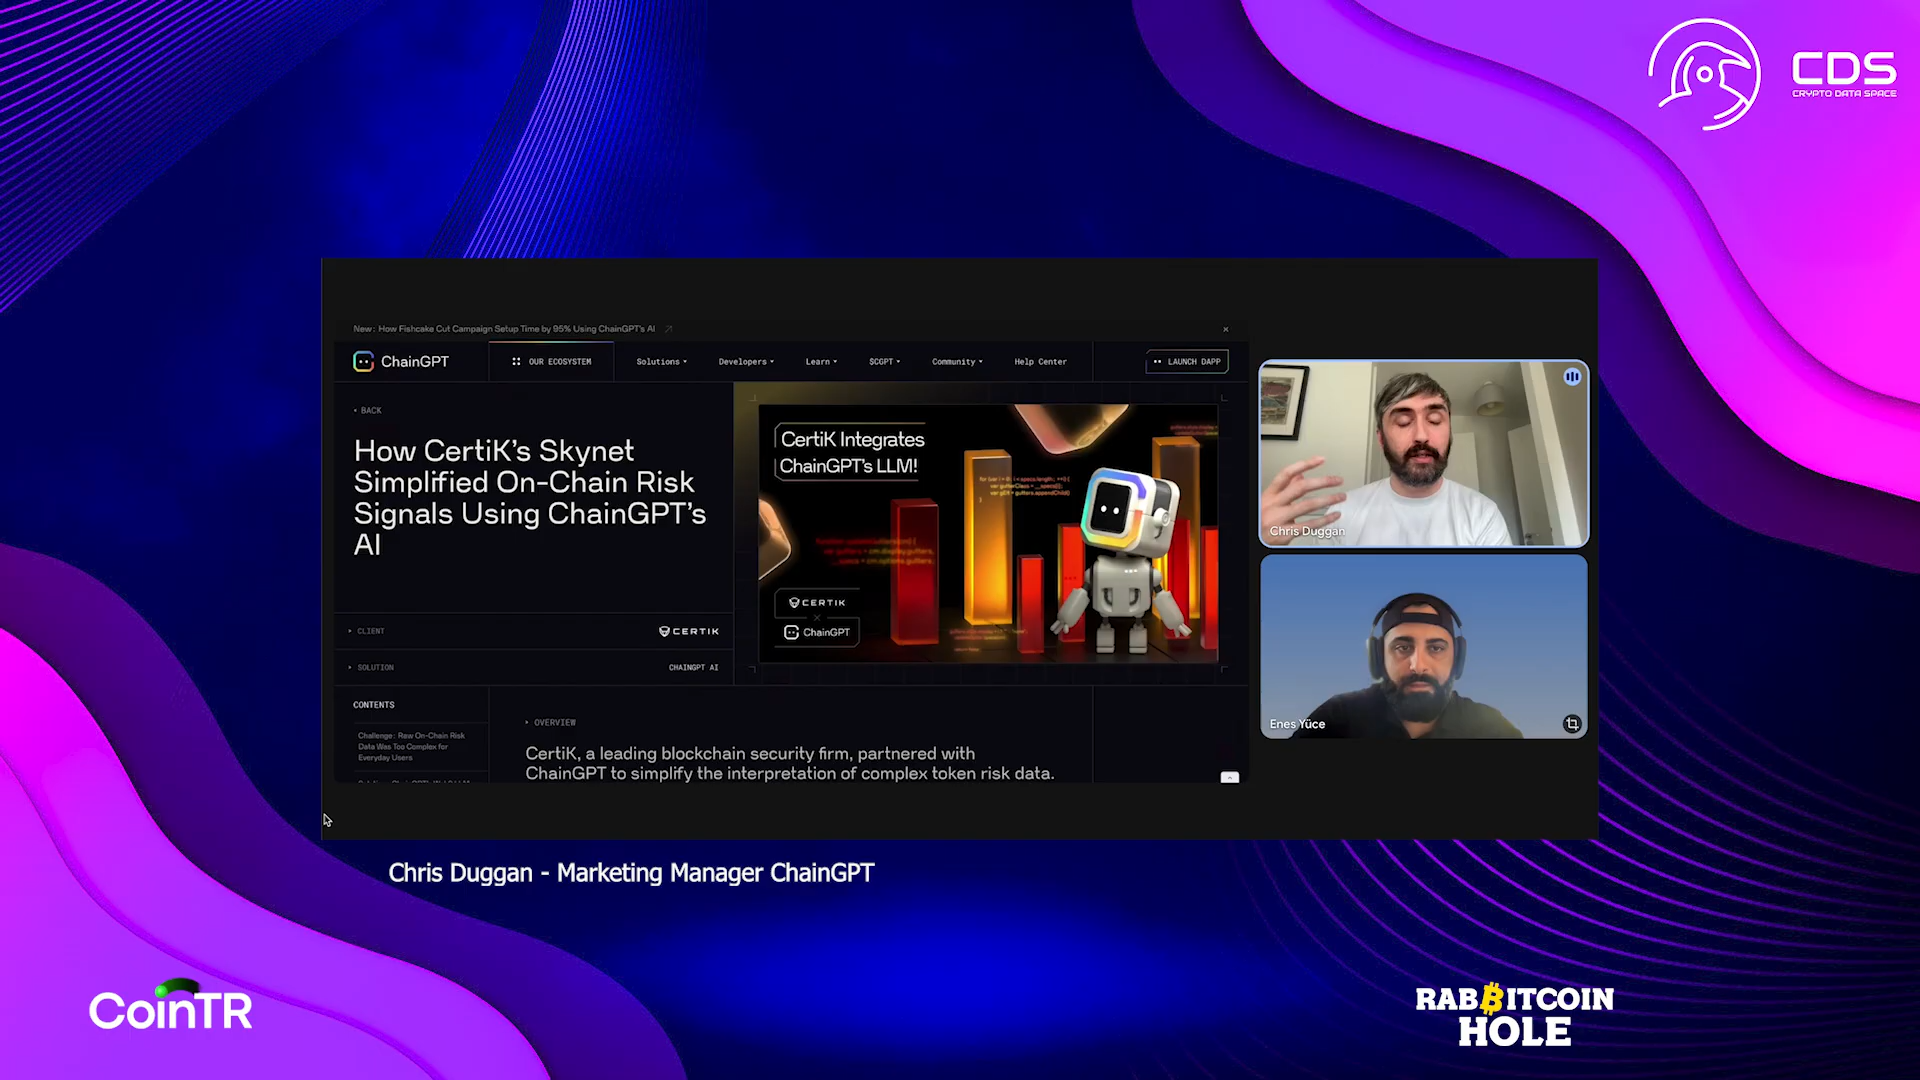 CDS
CRYPTO DATA SPACE
New: How Fishcake Cut Campaign Setup Time by 95% Using ChainGPT's AI
ChainGPT
OUR ECOSYSTEM
Solutions
Developers
Learn
$CGPT
Community
Help Center
LAUNCH DAPP
BACK
How CertiK's Skynet
Simplified On-Chain Risk
Signals Using ChainGPT's
AI
CertiK Integrates
ChainGPT's LLM!
CERTIK
ChainGPT
CLIENT
CERTIK
SOLUTION
CHAINGPT AI
CONTENTS
Challenge: Raw On-Chain Risk
Data Was Too Complex for
Everyday Users
OVERVIEW
CertiK, a leading blockchain security firm, partnered with
ChainGPT to simplify the interpretation of complex token risk data.
Chris Duggan
Enes Yüce
Chris Duggan - Marketing Manager ChainGPT
CoinTR
RABBITCOIN
HOLE